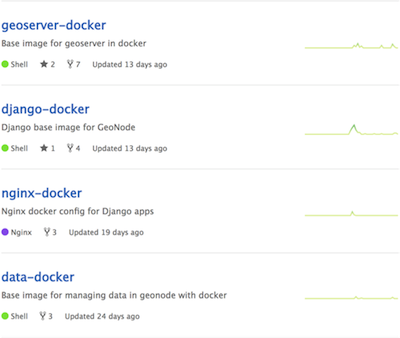 geoserver-docker
Base image for geoserver in docker
Shell 2 7 Updated 13 days ago
django-docker
Django base image for GeoNode
Shell 1 4 Updated 13 days ago
nginx-docker
Nginx docker config for Django apps
Nginx 3 Updated 19 days ago
data-docker
Base image for managing data in geonode with docker
Shell 3 Updated 24 days ago